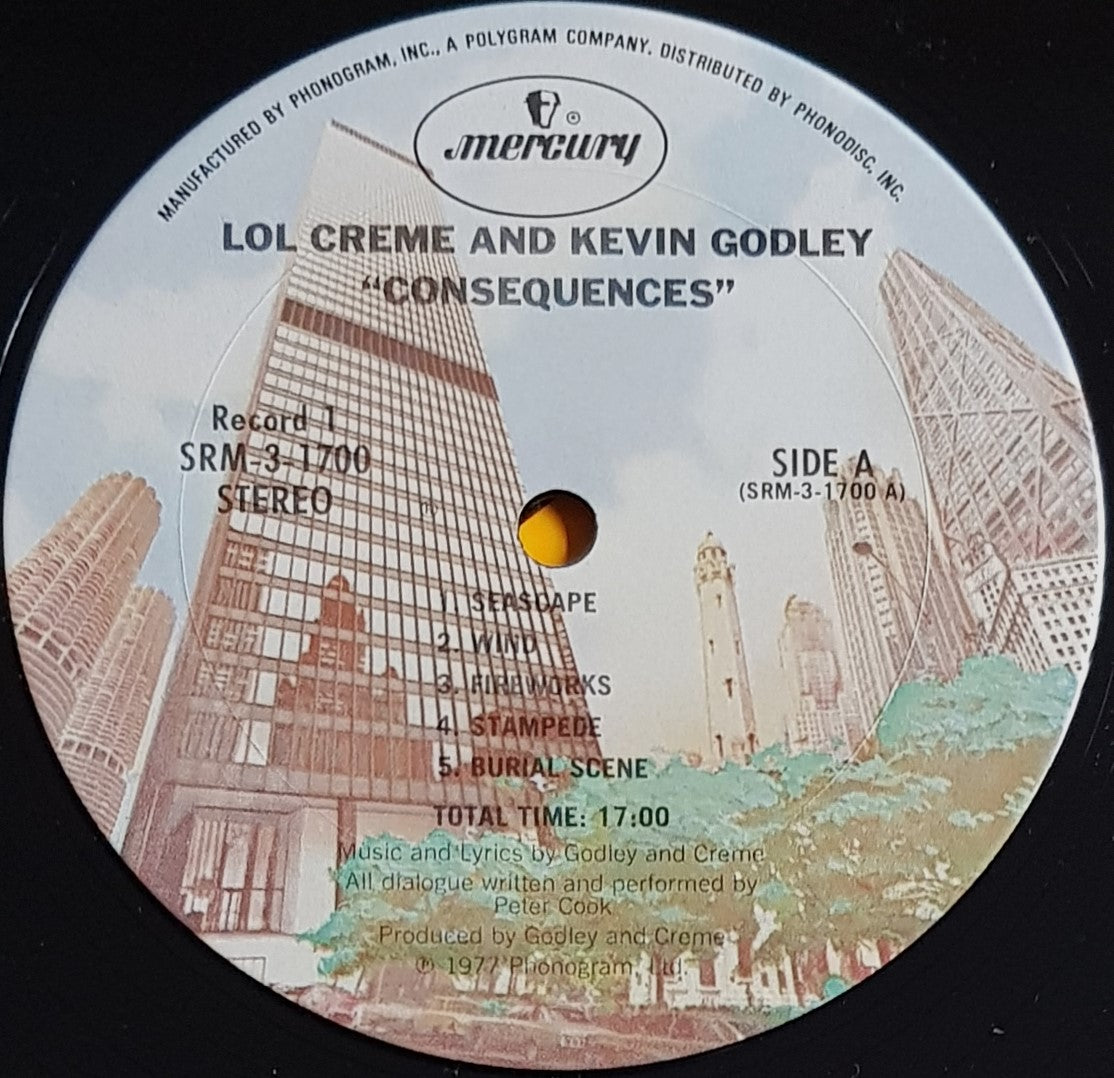 MANUFACTURED BY PHONOGRAM, INC., A POLYGRAM COMPANY. DISTRIBUTED BY PHONODISC, INC.
mercury
LOL CREME AND KEVIN GODLEY
“CONSEQUENCES”
Record 1
SRM-3-1700
STEREO
SIDE A
(SRM-3-1700 A)
1. SEASCAPE
2. WIND
3. FIREWORKS
4. STAMPEDE
5. BURIAL SCENE
TOTAL TIME: 17:00
Music and Lyrics by Godley and Creme
All dialogue written and performed by
Peter Cook
Produced by Godley and Creme
℗ 1977 Phonogram, Ltd.